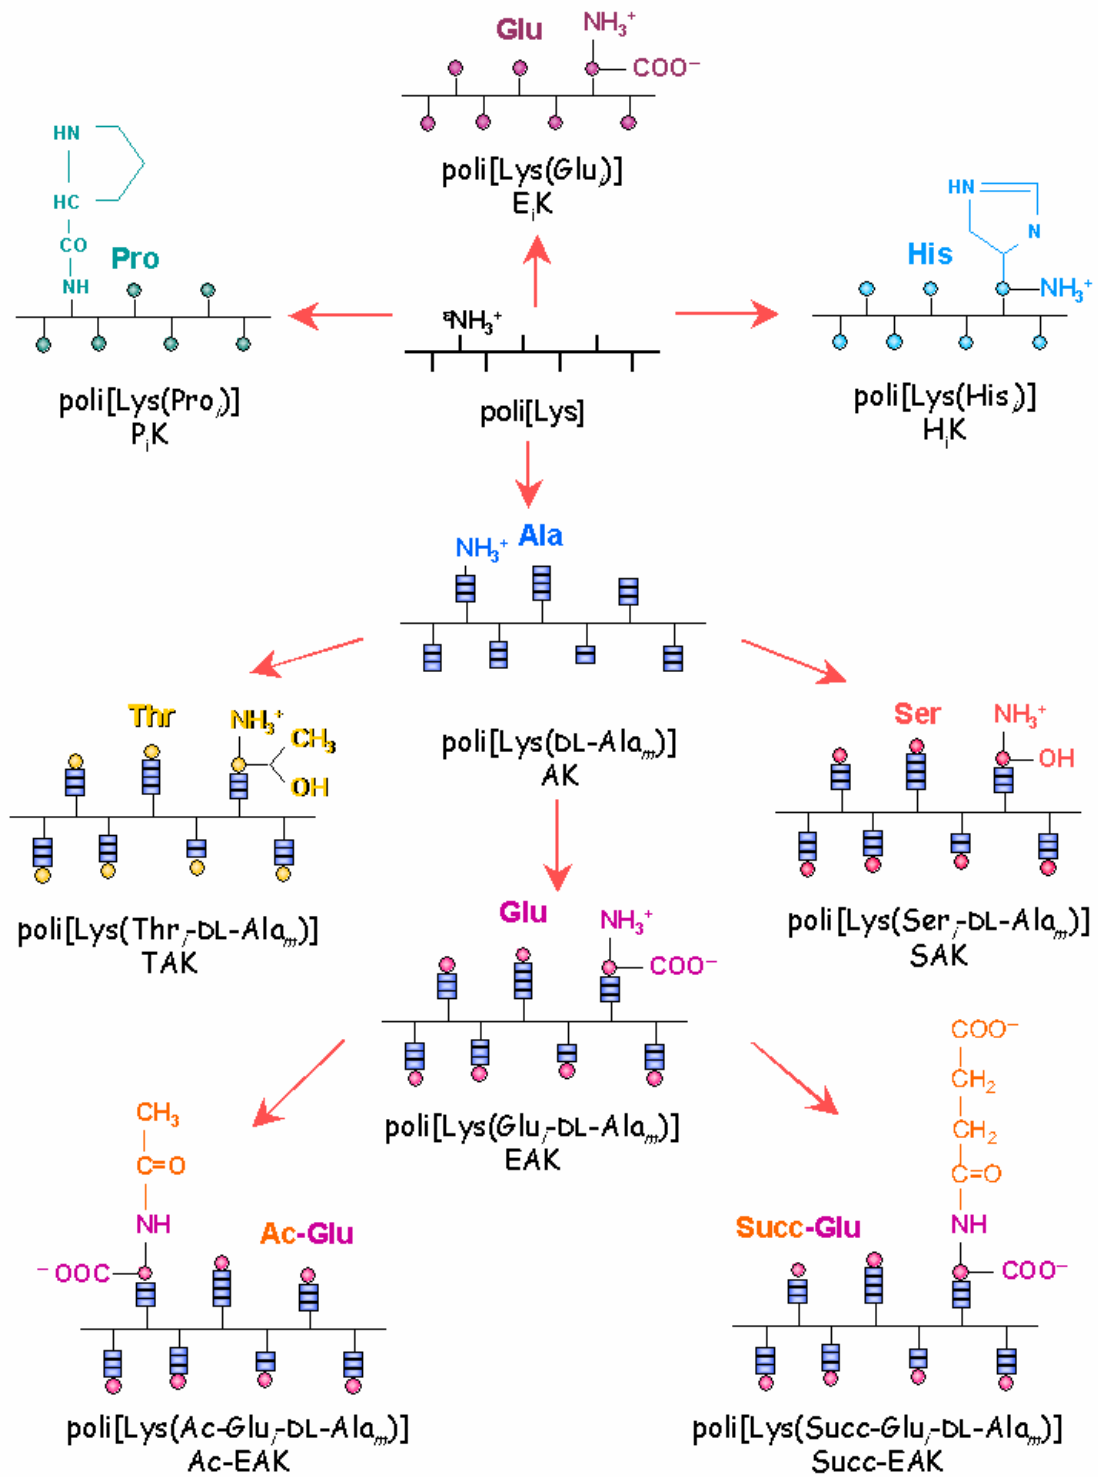 Glu
NH₃⁺
COO⁻
poli[Lys(Gluᵢ)]
EᵢK
HN
HC
CO
NH
Pro
poli[Lys(Proᵢ)]
PᵢK
HN
N
His
NH₃⁺
poli[Lys(Hisᵢ)]
HᵢK
ᵋNH₃⁺
poli[Lys]
NH₃⁺ Ala
poli[Lys(DL-Alaₘ)]
AK
Thr
NH₃⁺
CH₃
OH
poli[Lys(Thrᵢ-DL-Alaₘ)]
TAK
Ser
NH₃⁺
OH
poli[Lys(Serᵢ-DL-Alaₘ)]
SAK
Glu
NH₃⁺
COO⁻
poli[Lys(Gluᵢ-DL-Alaₘ)]
EAK
CH₃
C=O
NH
⁻OOC
Ac-Glu
poli[Lys(Ac-Gluᵢ-DL-Alaₘ)]
Ac-EAK
COO⁻
CH₂
CH₂
C=O
NH
COO⁻
Succ-Glu
poli[Lys(Succ-Gluᵢ-DL-Alaₘ)]
Succ-EAK